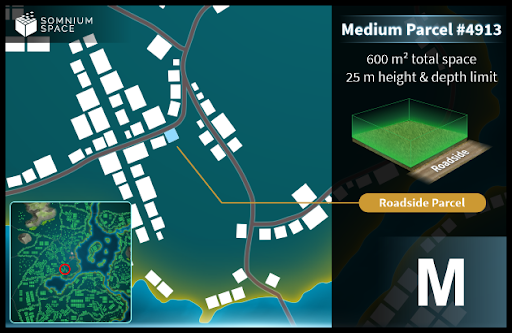 SOMNIUM
SPACE
Medium Parcel #4913
600 m² total space
25 m height & depth limit
Roadside
Roadside Parcel
M